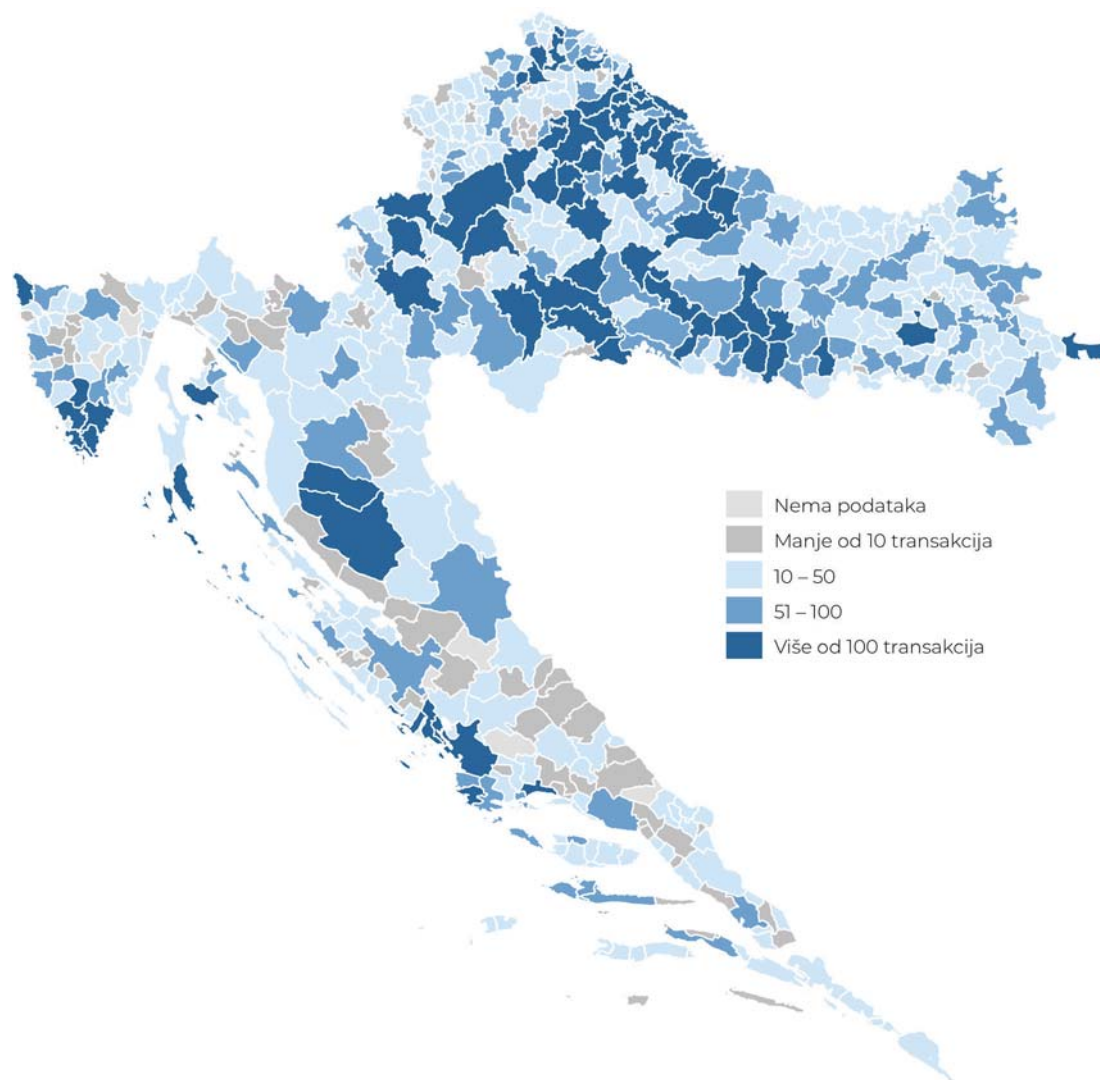 Nema podataka
Manje od 10 transakcija
10 – 50
51 – 100
Više od 100 transakcija